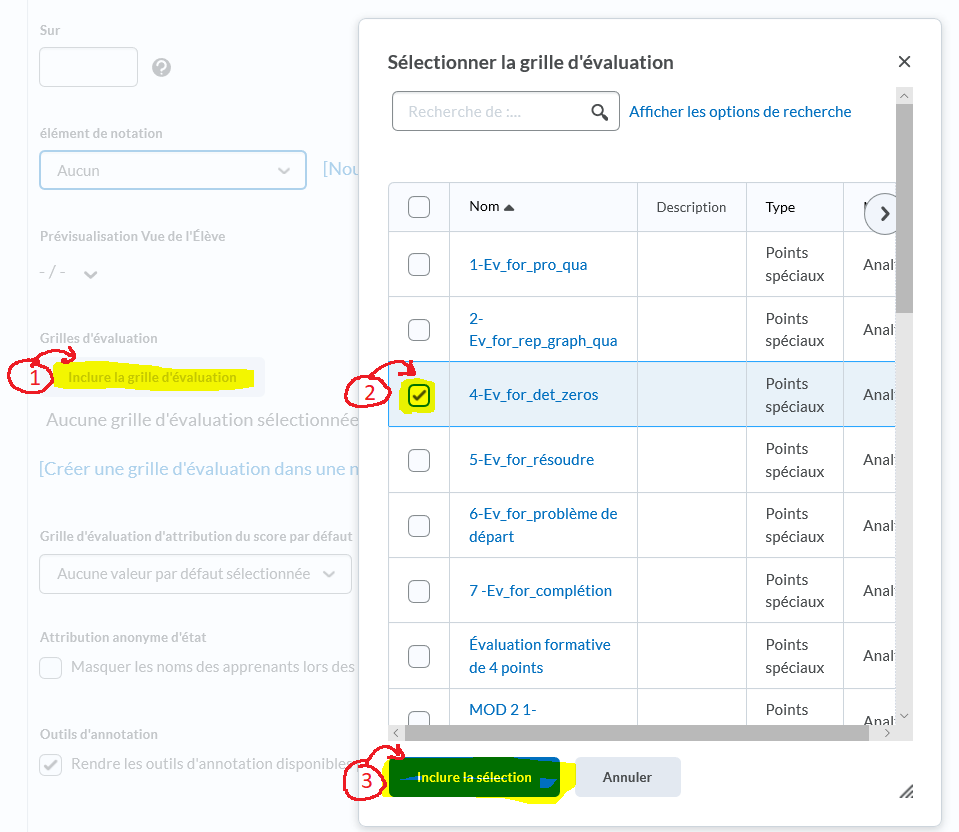 Sur
élément de notation
Aucun
[Nou
Prévisualisation Vue de l'Élève
- / -
Grilles d'évaluation
1
Inclure la grille d'évaluation
Aucune grille d'évaluation sélectionnée
[Créer une grille d'évaluation dans une n
Grille d'évaluation d'attribution du score par défaut
Aucune valeur par défaut sélectionnée
Attribution anonyme d'état
Masquer les noms des apprenants lors des
Outils d'annotation
Rendre les outils d'annotation disponibles
Sélectionner la grille d'évaluation
Recherche de :...
Afficher les options de recherche
Nom Description Type
1-Ev_for_pro_qua Points spéciaux Anal
2-
Ev_for_rep_graph_qua Points spéciaux Anal
2
4-Ev_for_det_zeros Points spéciaux Anal
5-Ev_for_résoudre Points spéciaux Anal
6-Ev_for_problème de
départ Points spéciaux Anal
7 -Ev_for_complétion Points spéciaux Anal
Évaluation formative
de 4 points Points spéciaux Anal
MOD 2 1- Points Anal
3
Inclure la sélection
Annuler